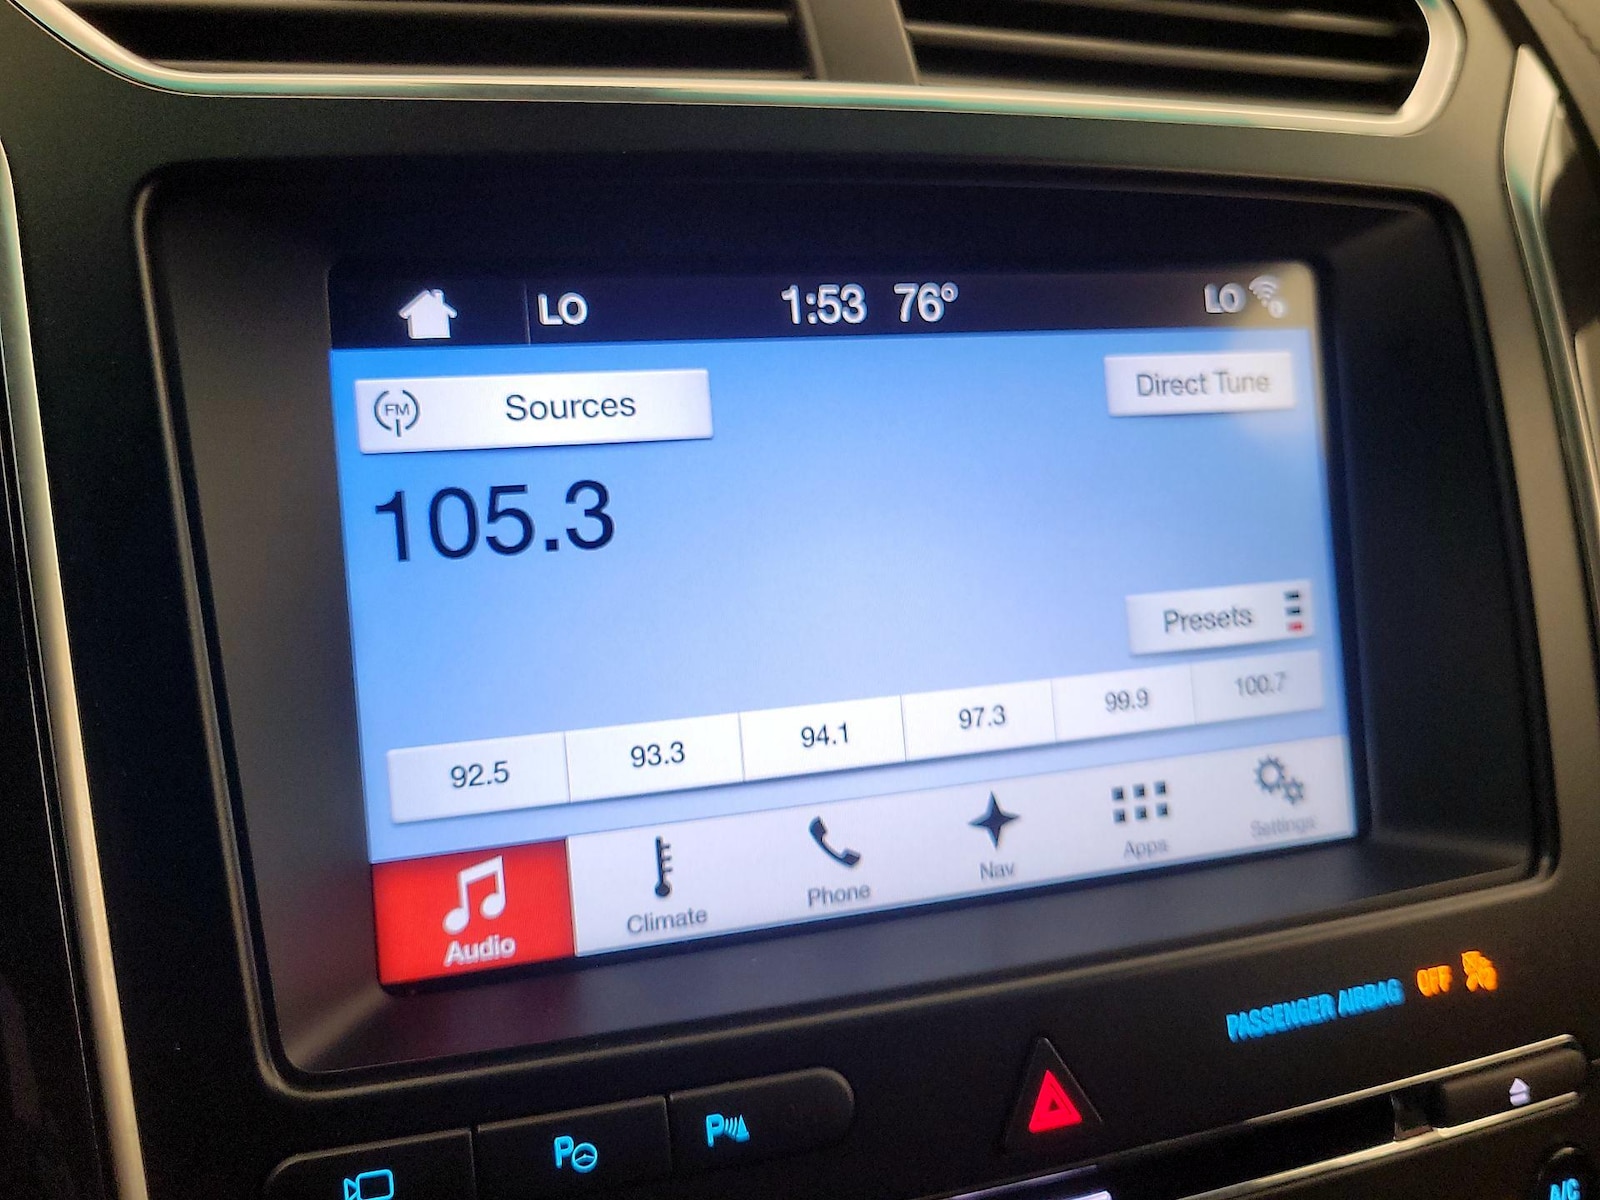 LO 1:53 76° LO
FM Sources Direct Tune
105.3
Presets
92.5 93.3 94.1 97.3 99.9 100.7
Audio Climate Phone Nav Apps Settings
PASSENGER AIRBAG OFF
P P
A/C